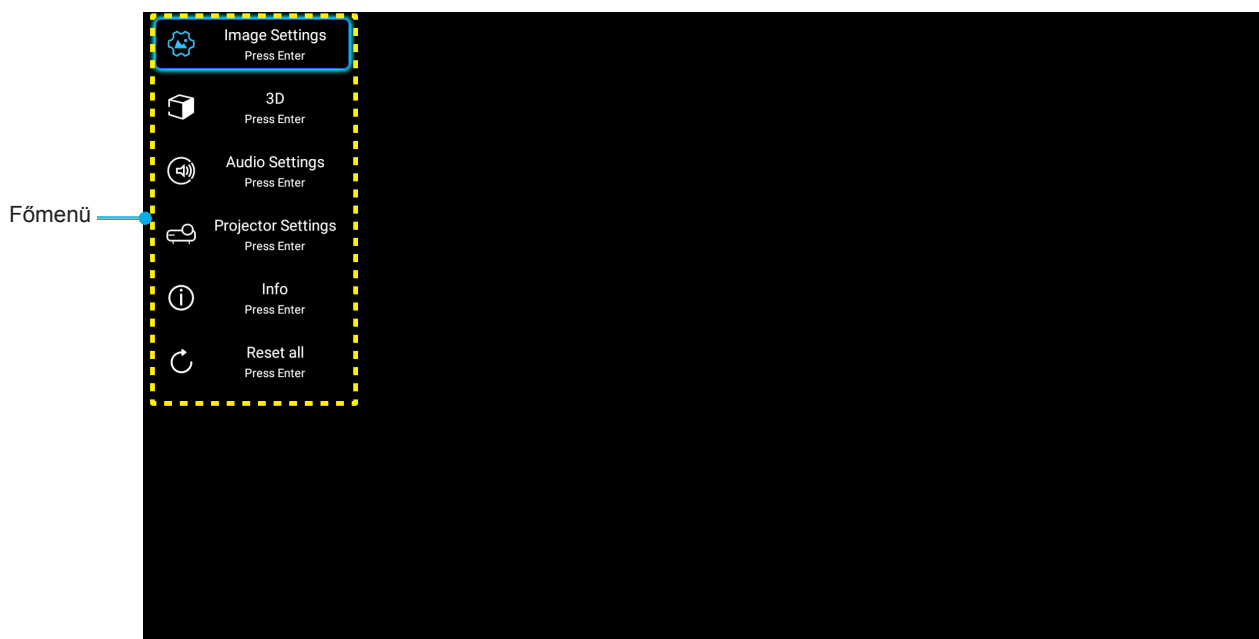 Image Settings
Press Enter
3D
Press Enter
Audio Settings
Press Enter
Főmenü
Projector Settings
Press Enter
Info
Press Enter
Reset all
Press Enter